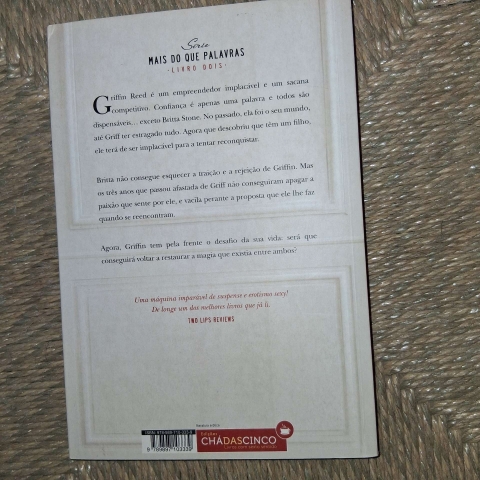 Série
MAIS DO QUE PALAVRAS
·LIVRO DOIS·
Griffin Reed é um empreendedor implacável e um sacana
competitivo. Confiança é apenas uma palavra e todos são
dispensáveis... exceto Britta Stone. No passado, ela foi o seu mundo,
até Griff ter estragado tudo. Agora que descobriu que têm um filho,
ele terá de ser implacável para a tentar reconquistar.
Britta não consegue esquecer a traição e a rejeição de Griffin. Mas
os três anos que passou afastada de Griff não conseguiram apagar a
paixão que sente por ele, e vacila perante a proposta que ele lhe faz
quando se reencontram.
Agora, Griffin tem pela frente o desafio da sua vida: será que
conseguirá voltar a restaurar a magia que existia entre ambos?
Uma máquina imparável de suspense e erotismo sexy!
De longe um dos melhores livros que já li.
TWO LIPS REVIEWS
Edições
CHÁDASCINCO
9 789897 103339